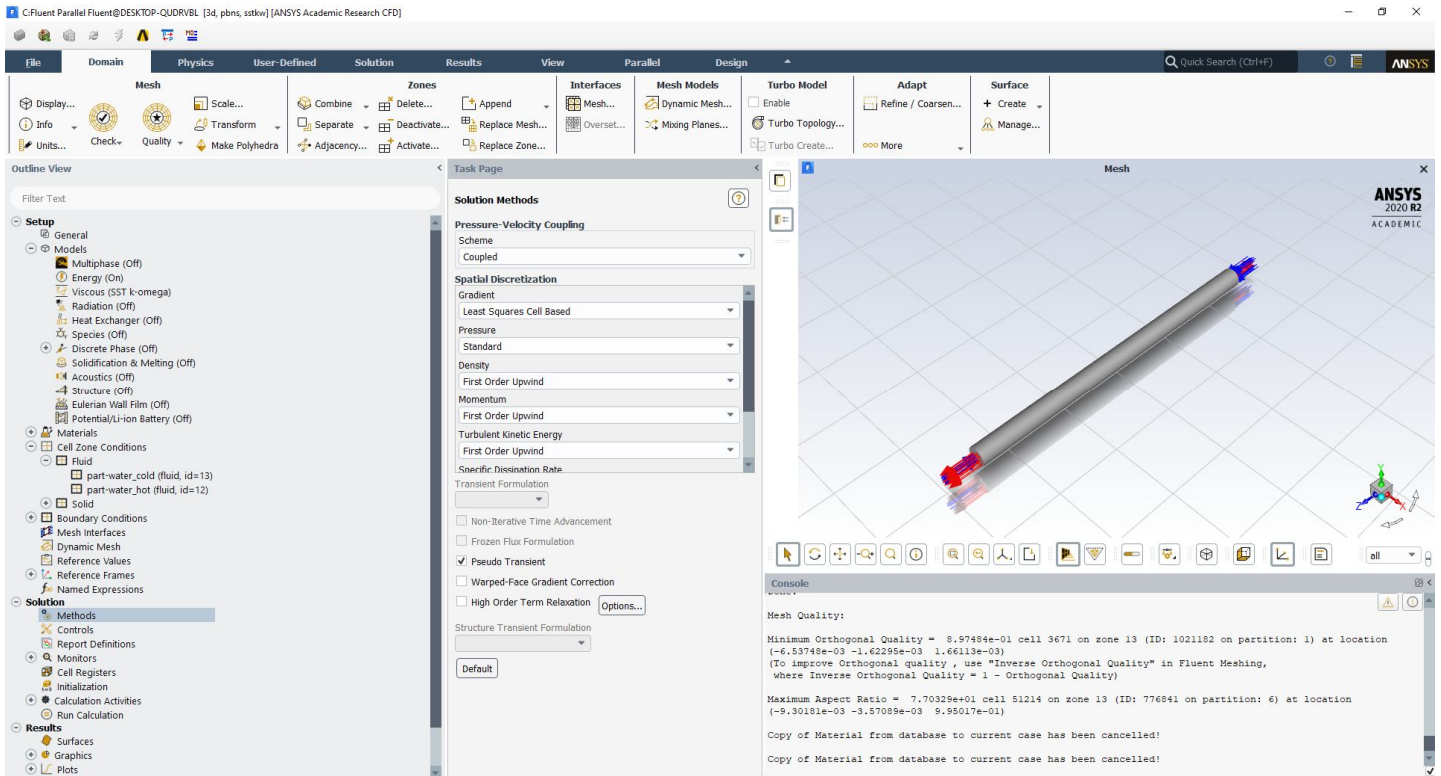 C:Fluent Parallel Fluent@DESKTOP-QUDRVBL [3d, pbns, sstkw] [ANSYS Academic Research CFD]
File Domain Physics User-Defined Solution Results View Parallel Design Quick Search (Ctrl+F) ANSYS
Mesh
Display...
Info
Units...
Check
Quality
Scale...
Transform
Make Polyhedra
Zones
Combine
Separate
Adjacency...
Delete...
Deactivate...
Activate...
Append
Replace Mesh...
Replace Zone...
Interfaces
Mesh...
Overset...
Mesh Models
Dynamic Mesh...
Mixing Planes...
Turbo Model
Enable
Turbo Topology...
Turbo Create...
Adapt
Refine / Coarsen...
More
Surface
Create
Manage...
Outline View
Filter Text
Setup
General
Models
Multiphase (Off)
Energy (On)
Viscous (SST k-omega)
Radiation (Off)
Heat Exchanger (Off)
Species (Off)
Discrete Phase (Off)
Solidification & Melting (Off)
Acoustics (Off)
Structure (Off)
Eulerian Wall Film (Off)
Potential/Li-ion Battery (Off)
Materials
Cell Zone Conditions
Fluid
part-water_cold (fluid, id=13)
part-water_hot (fluid, id=12)
Solid
Boundary Conditions
Mesh Interfaces
Dynamic Mesh
Reference Values
Reference Frames
Named Expressions
Solution
Methods
Controls
Report Definitions
Monitors
Cell Registers
Initialization
Calculation Activities
Run Calculation
Results
Surfaces
Graphics
Plots
Task Page
Solution Methods
Pressure-Velocity Coupling
Scheme
Coupled
Spatial Discretization
Gradient
Least Squares Cell Based
Pressure
Standard
Density
First Order Upwind
Momentum
First Order Upwind
Turbulent Kinetic Energy
First Order Upwind
Specific Dissipation Rate
Transient Formulation
Non-Iterative Time Advancement
Frozen Flux Formulation
Pseudo Transient
Warped-Face Gradient Correction
High Order Term Relaxation Options...
Structure Transient Formulation
Default
Mesh
ANSYS
2020 R2
ACADEMIC
Y
Z X
all
Console
Done.
Mesh Quality:
Minimum Orthogonal Quality = 8.97484e-01 cell 3671 on zone 13 (ID: 1021182 on partition: 1) at location
(-6.53748e-03 -1.62295e-03 1.66113e-03)
(To improve Orthogonal quality , use "Inverse Orthogonal Quality" in Fluent Meshing,
where Inverse Orthogonal Quality = 1 - Orthogonal Quality)
Maximum Aspect Ratio = 7.70329e+01 cell 51214 on zone 13 (ID: 776841 on partition: 6) at location
(-9.30181e-03 -3.57089e-03 9.95017e-01)
Copy of Material from database to current case has been cancelled!
Copy of Material from database to current case has been cancelled!